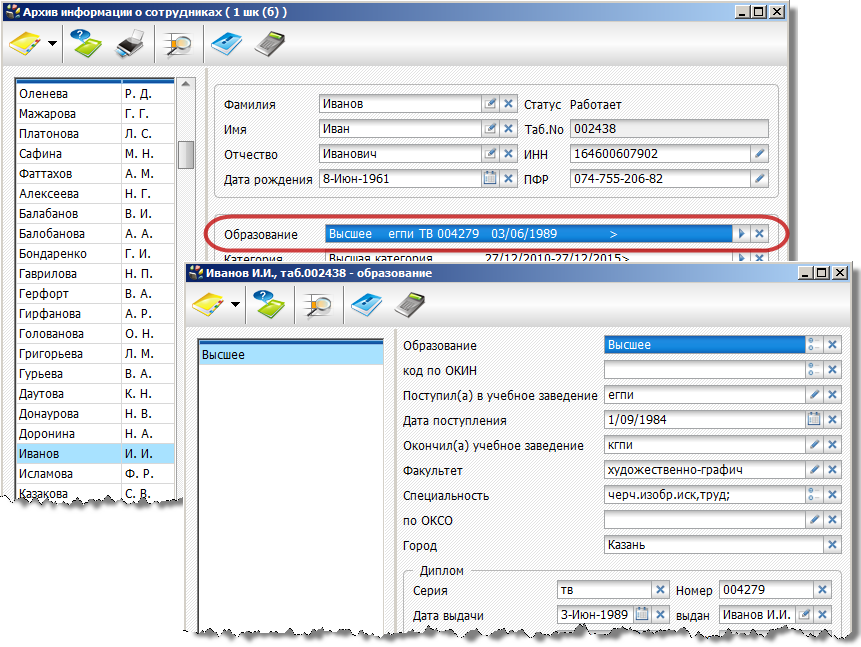 Архив информации о сотрудниках ( 1 шк (б) )
Оленева Р. Д.
Мажарова Г. Г.
Платонова Л. С.
Сафина М. Н.
Фаттахов А. М.
Алексеева Н. Г.
Балабанов В. И.
Балобанова А. А.
Бондаренко Г. И.
Гаврилова Н. П.
Герфорт В. А.
Гирфанова А. Р.
Голованова О. Н.
Григорьева Л. М.
Гурьева В. А.
Даутова К. Н.
Донаурова Н. В.
Доронина Н. А.
Иванов И. И.
Исламова Ф. Р.
Казакова С. В.
Фамилия Иванов Статус Работает
Имя Иван Таб.No 002438
Отчество Иванович ИНН 164600607902
Дата рождения 8-Июн-1961 ПФР 074-755-206-82
Образование Высшее егпи ТВ 004279 03/06/1989 >
Категория Высшая категория 27/12/2010-27/12/2015>
Иванов И.И., таб.002438 - образование
Высшее
Образование Высшее
код по ОКИН
Поступил(а) в учебное заведение егпи
Дата поступления 1/09/1984
Окончил(а) учебное заведение кгпи
Факультет художественно-графич
Специальность черч.изобр.иск,труд;
по ОКСО
Город Казань
Диплом
Серия тв Номер 004279
Дата выдачи 3-Июн-1989 выдан Иванов И.И.